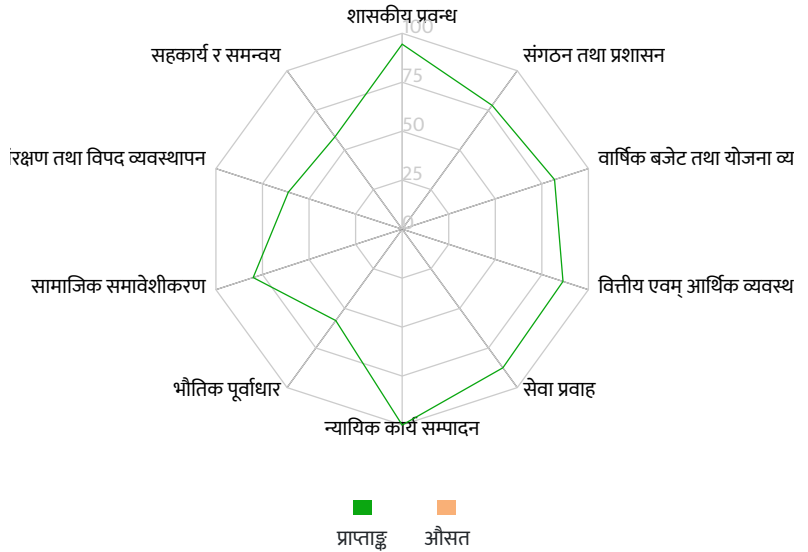 शासकीय प्रवन्ध
100
सहकार्य र समन्वय
संगठन तथा प्रशासन
75
50
रक्षण तथा विपद व्यवस्थापन
वार्षिक बजेट तथा योजना व्य
25
0
सामाजिक समावेशीकरण
वित्तीय एवम् आर्थिक व्यवस्थ
भौतिक पूर्वाधार
सेवा प्रवाह
न्यायिक कार्य सम्पादन
प्राप्ताङ्क
औसत